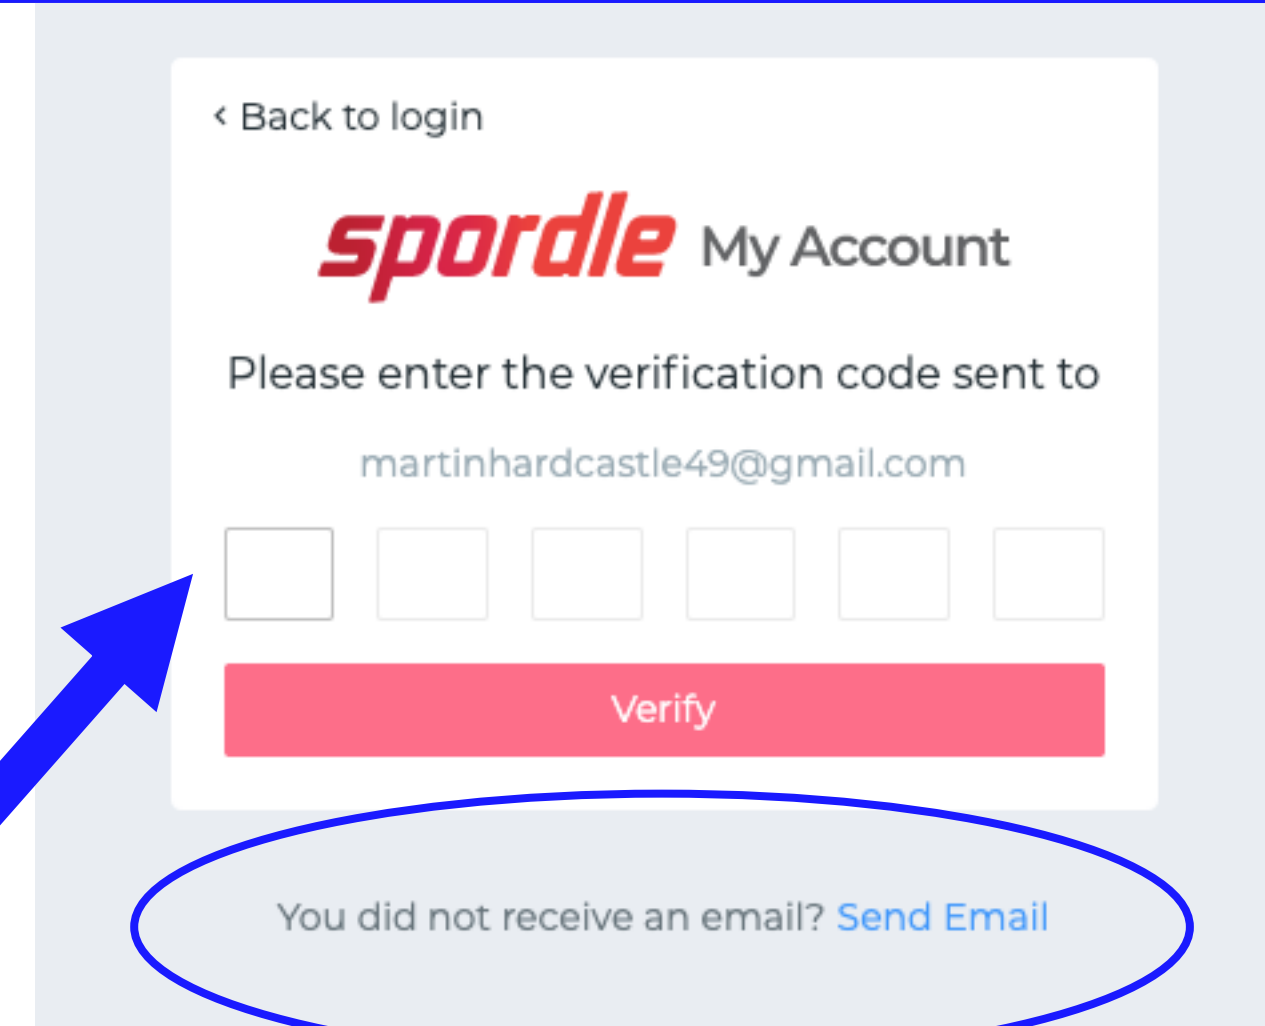 < Back to login
spordle My Account
Please enter the verification code sent to
martinhardcastle49@gmail.com
Verify
You did not receive an email? Send Email